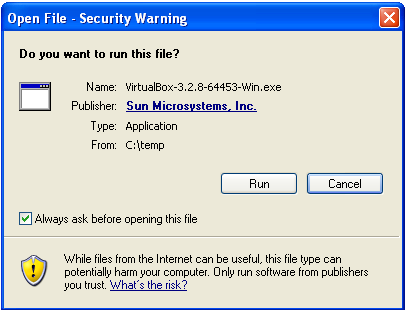 Open File - Security Warning
Do you want to run this file?
Name: VirtualBox-3.2.8-64453-Win.exe
Publisher: Sun Microsystems, Inc.
Type: Application
From: C:\temp
Run Cancel
Always ask before opening this file
While files from the Internet can be useful, this file type can
potentially harm your computer. Only run software from publishers
you trust. What's the risk?